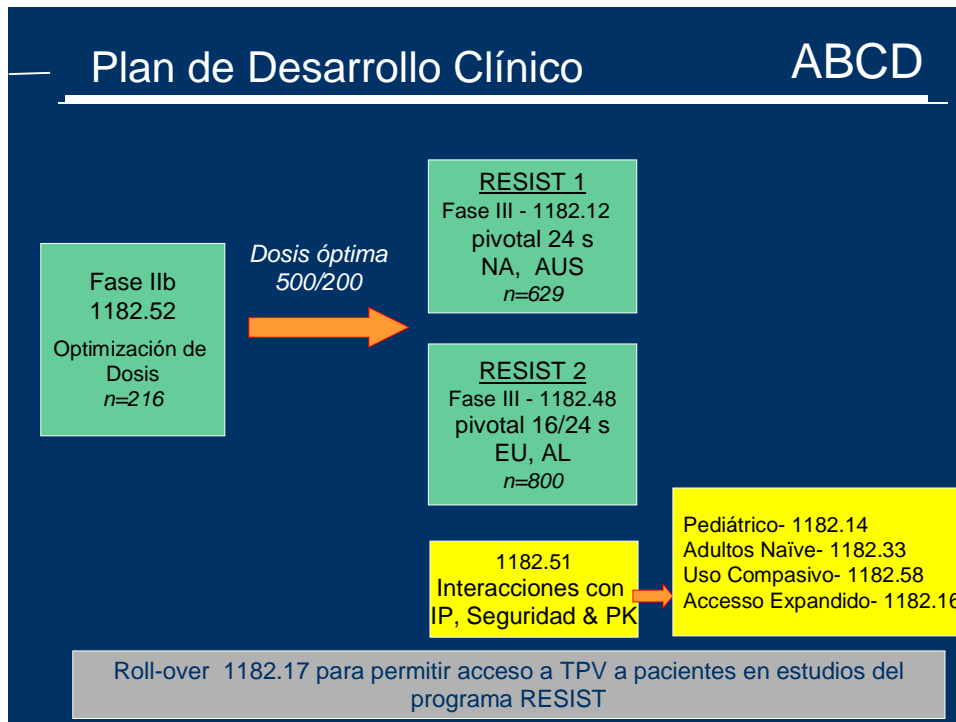 Plan de Desarrollo Clínico
ABCD
Fase IIb
1182.52
Optimización de
Dosis
n=216
Dosis óptima
500/200
RESIST 1
Fase III - 1182.12
pivotal 24 s
NA, AUS
n=629
RESIST 2
Fase III - 1182.48
pivotal 16/24 s
EU, AL
n=800
1182.51
Interacciones con
IP, Seguridad & PK
Pediátrico- 1182.14
Adultos Naïve- 1182.33
Uso Compasivo- 1182.58
Accesso Expandido- 1182.16
Roll-over 1182.17 para permitir acceso a TPV a pacientes en estudios del
programa RESIST